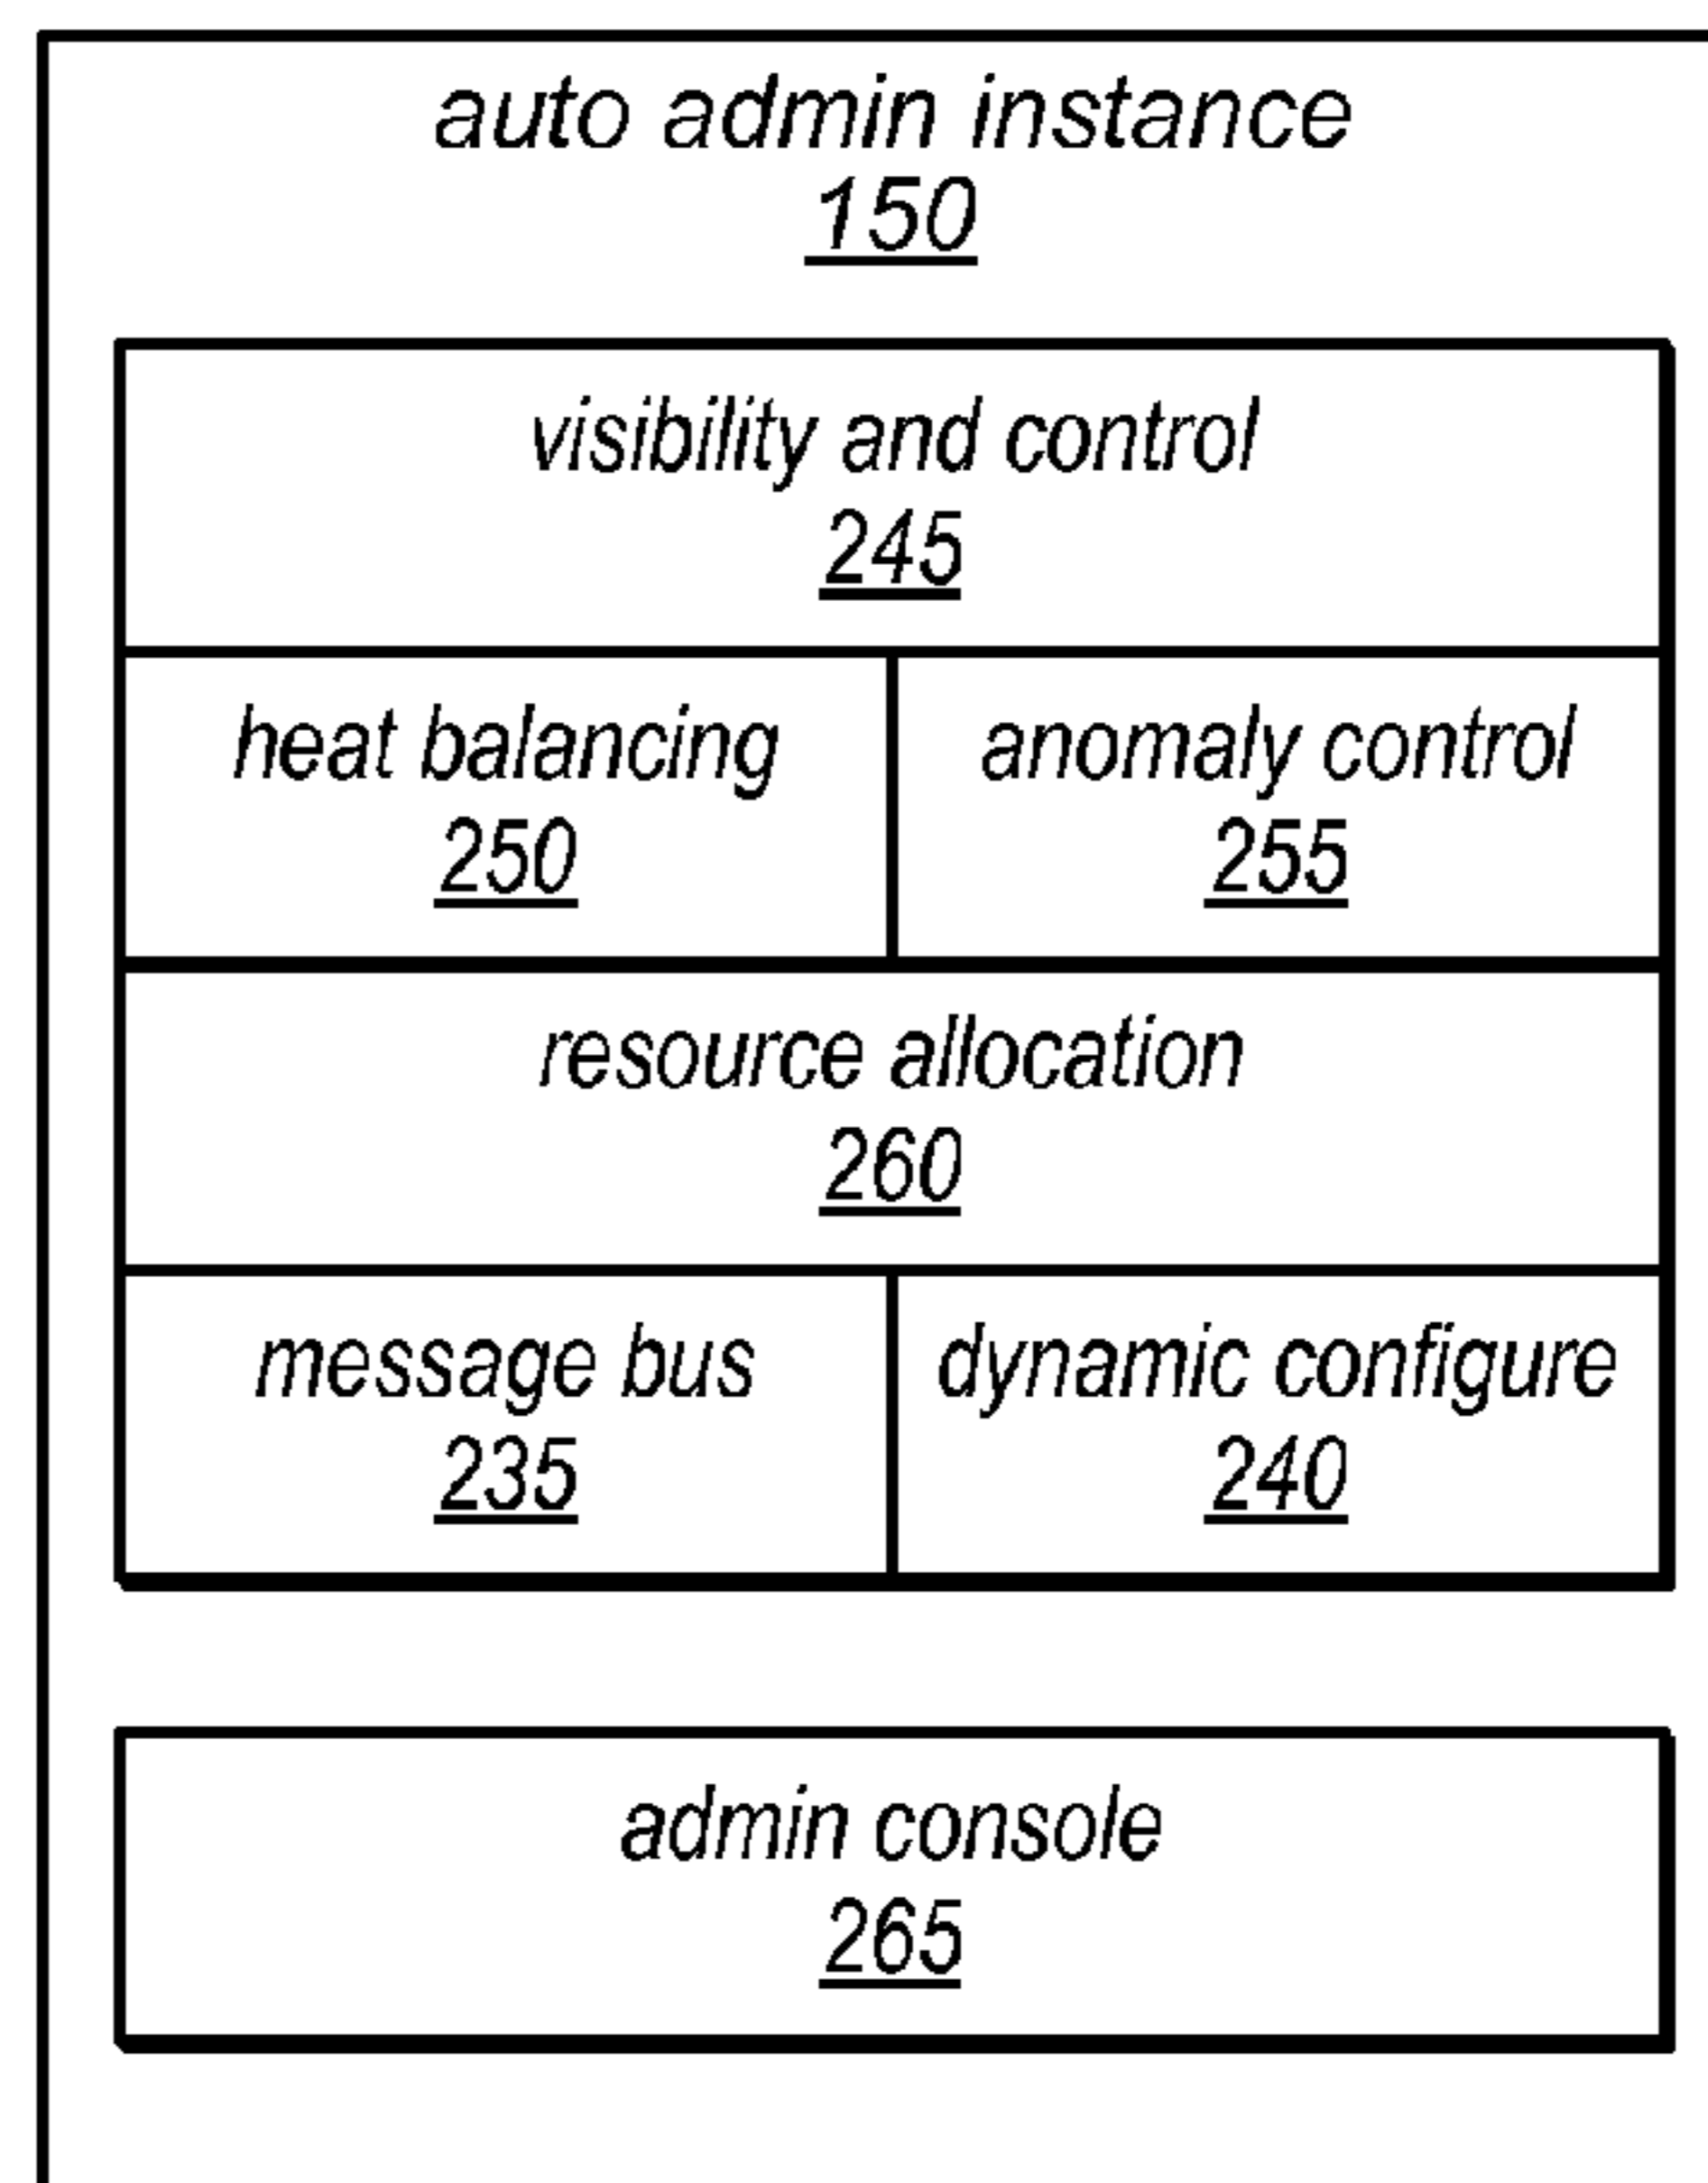 auto admin instance
150
visibility and control
245
heat balancing
250
anomaly control
255
resource allocation
260
message bus
235
dynamic configure
240
admin console
265